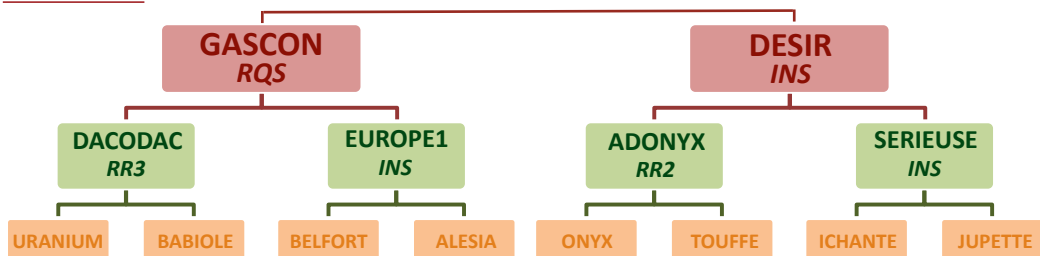 GASCON
RQS
DESIR
INS
DACODAC
RR3
EUROPE1
INS
ADONYX
RR2
SERIEUSE
INS
URANIUM
BABIOLE
BELFORT
ALESIA
ONYX
TOUFFE
ICHANTE
JUPETTE